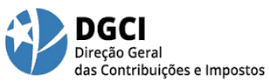 DGCI
Direção Geral
das Contribuições e Impostos